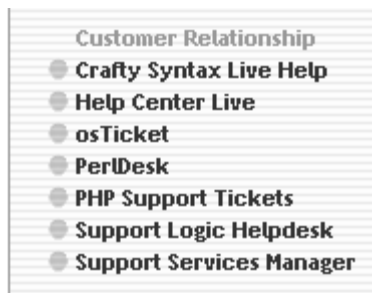 Customer Relationship
Crafty Syntax Live Help
Help Center Live
osTicket
PerlDesk
PHP Support Tickets
Support Logic Helpdesk
Support Services Manager